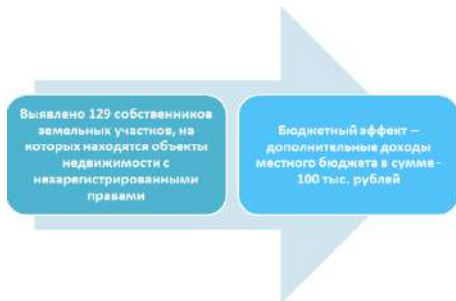 Выявлено 129 собственников
земельных участков, на
которых находятся объекты
недвижимости с
незарегистрированными
правами
Бюджетный эффект –
дополнительные доходы
местного бюджета в сумме -
100 тыс. рублей